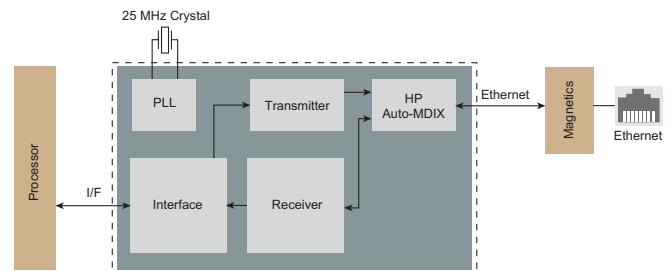 25 MHz Crystal
PLL
Transmitter
HP
Auto-MDIX
Ethernet
Magnetics
Ethernet
Processor
I/F
Interface
Receiver